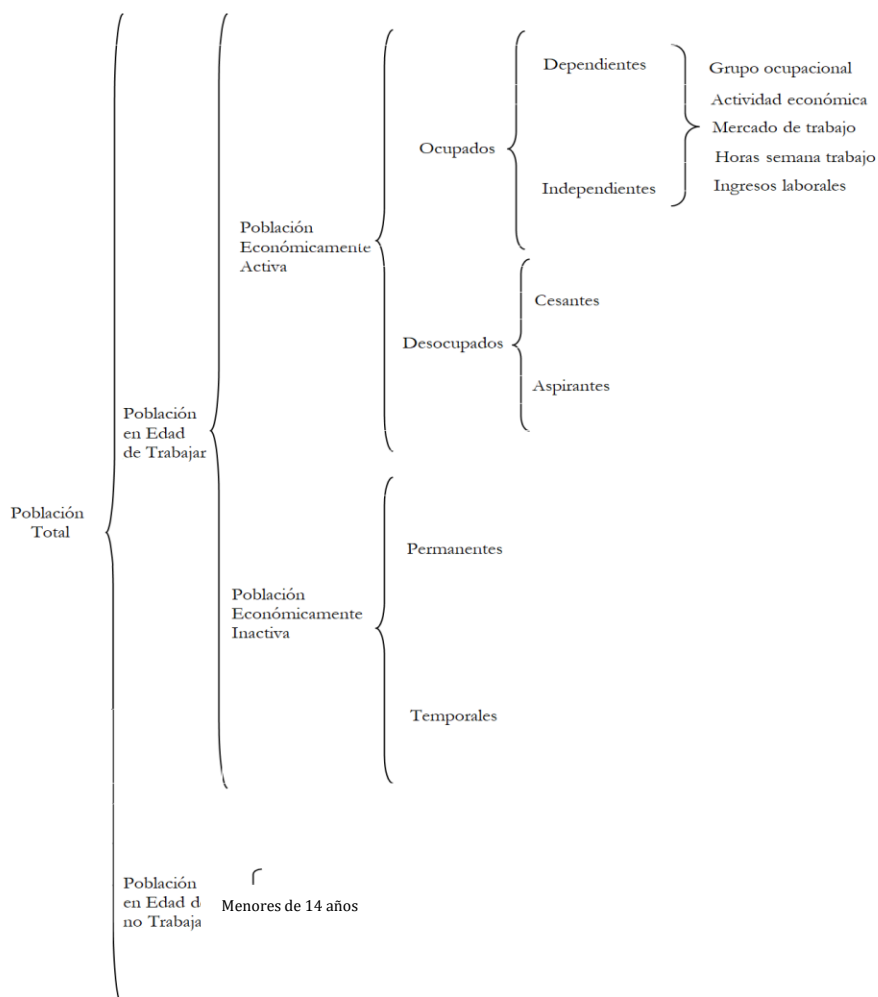 Población
Total
Población
en Edad
de Trabajar
Población
Económicamente
Activa
Ocupados
Dependientes
Independientes
Grupo ocupacional
Actividad económica
Mercado de trabajo
Horas semana trabajo
Ingresos laborales
Desocupados
Cesantes
Aspirantes
Población
Económicamente
Inactiva
Permanentes
Temporales
Población
en Edad d
no Trabaja
Menores de 14 años